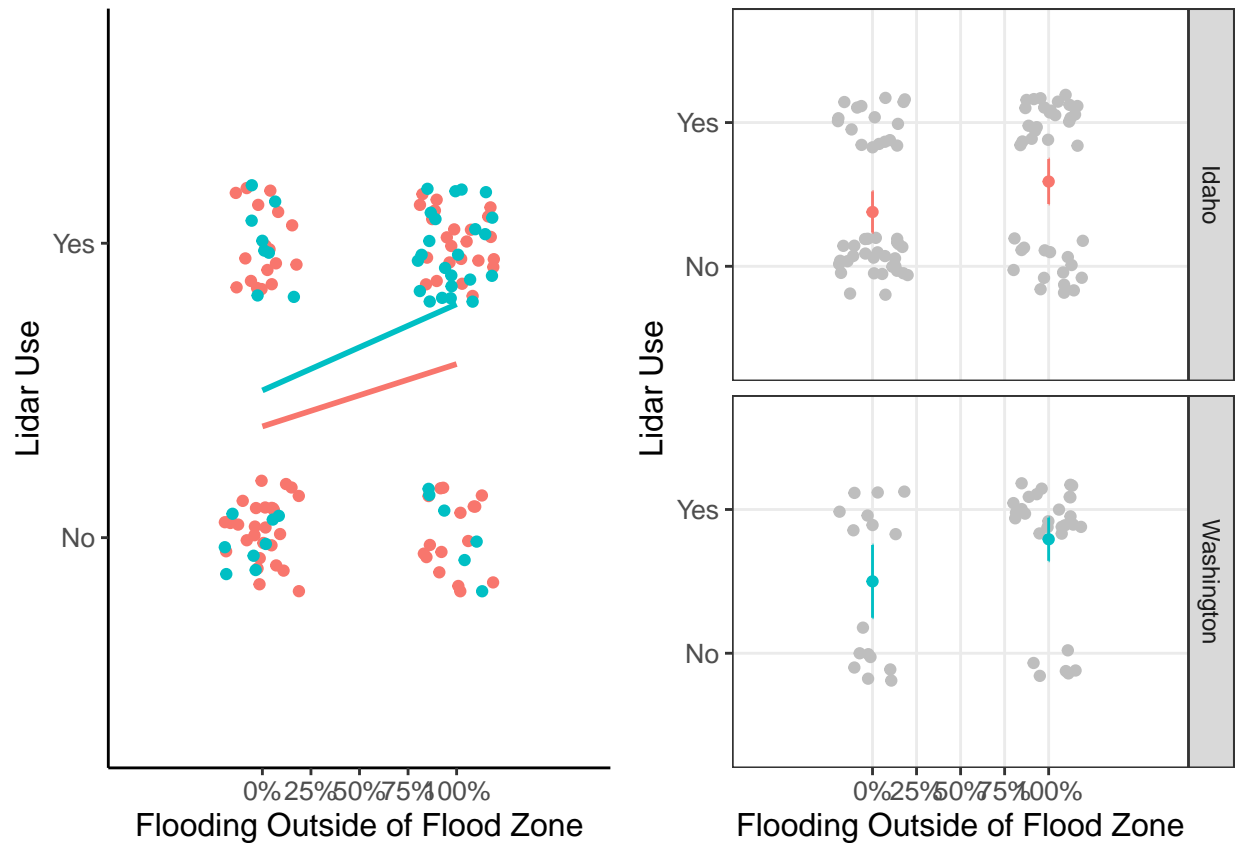 Lidar Use
Yes
No
0% 25% 50% 75% 100%
Flooding Outside of Flood Zone
Lidar Use
Yes
No
Idaho
Yes
No
Washington
0% 25% 50% 75% 100%
Flooding Outside of Flood Zone